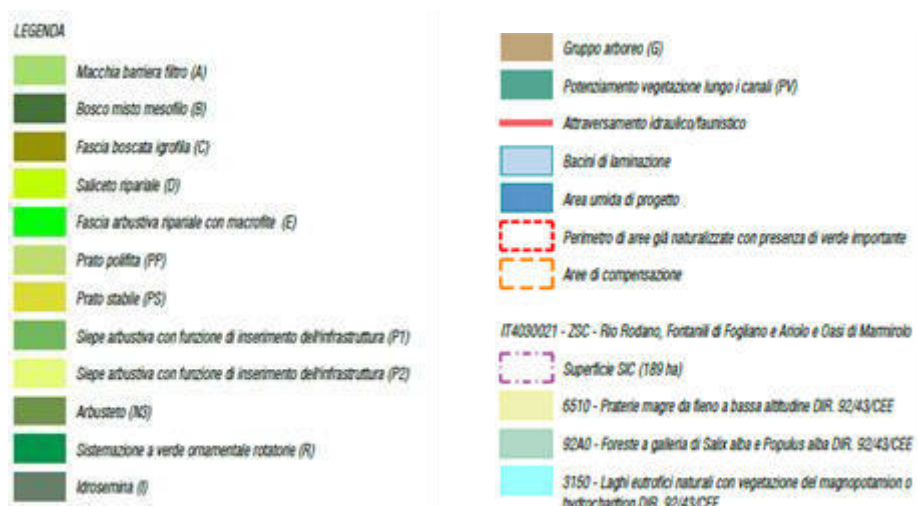 LEGENDA
Macchia barriera filtro (A)
Bosco misto mesofilo (B)
Fascia boscata igrofila (C)
Saliceto ripariale (D)
Fascia arbustiva ripariale con macrofite (E)
Prato polifita (PP)
Prato stabile (PS)
Siepe arbustiva con funzione di inserimento dell'infrastruttura (P1)
Siepe arbustiva con funzione di inserimento dell'infrastruttura (P2)
Arbusteto (N3)
Sistemazione a verde ornamentale rotatorie (R)
Idrosemina (I)
Gruppo arboreo (G)
Potenziamento vegetazione lungo i canali (PV)
Attraversamento idraulico/faunistico
Bacini di laminazione
Area umida di progetto
Perimetro di aree già naturalizzate con presenza di verde importante
Aree di compensazione
IT4030021 - ZSC - Rio Rodano, Fontanili di Fogliano e Ariolo e Oasi di Marmirolo
Superficie SIC (189 ha)
6510 - Praterie magre da fieno a bassa altitudine DIR. 92/43/CEE
92A0 - Foreste a galleria di Salix alba e Populus alba DIR. 92/43/CEE
3150 - Laghi eutrofici naturali con vegetazione del magnopotamion o
hydrocharition DIR. 92/43/CEE